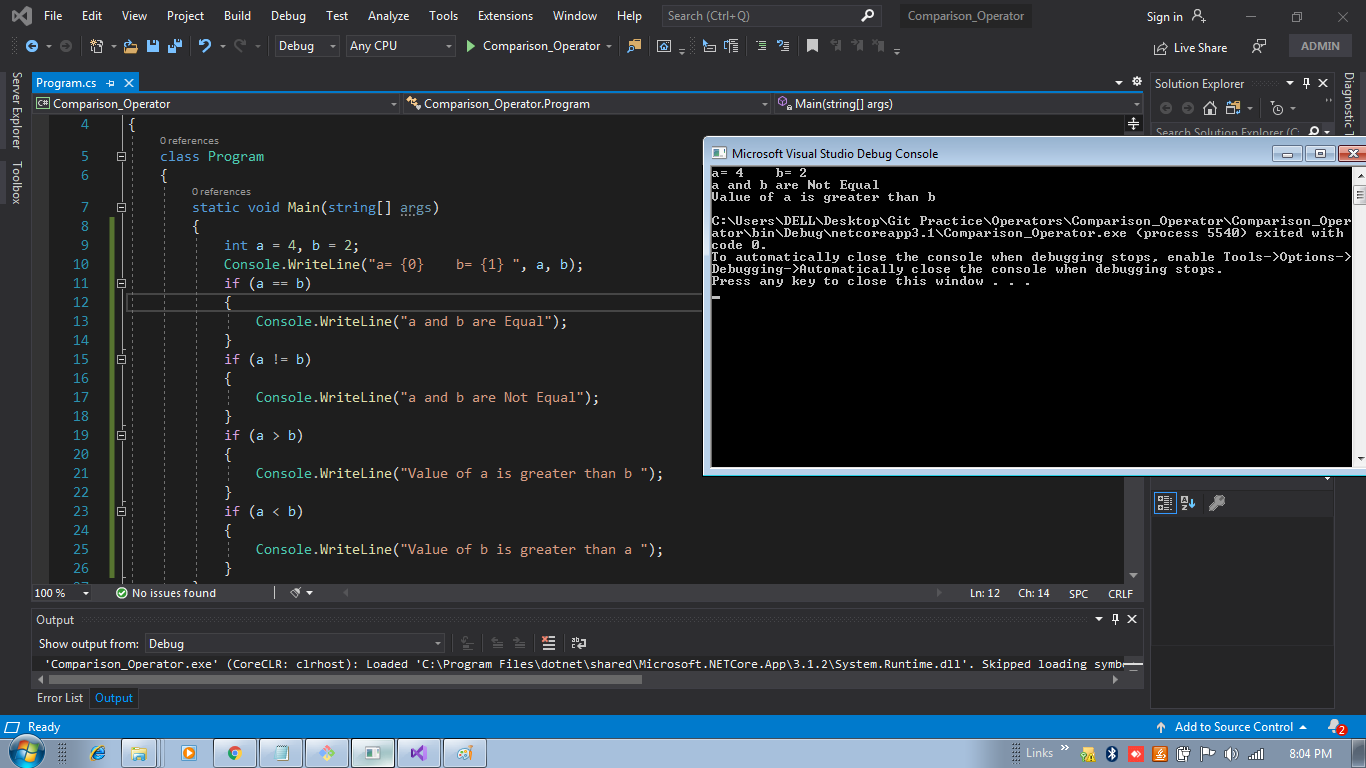 File Edit View Project Build Debug Test Analyze Tools Extensions Window Help Search (Ctrl+Q) Comparison_Operator Sign in
Debug Any CPU Comparison_Operator Live Share ADMIN
Server Explorer
Toolbox
Program.cs
Comparison_Operator Comparison_Operator.Program Main(string[] args)
4 {
0 references
5 class Program
6 {
0 references
7 static void Main(string[] args)
8 {
9 int a = 4, b = 2;
10 Console.WriteLine("a= {0}    b= {1} ", a, b);
11 if (a == b)
12 {
13 Console.WriteLine("a and b are Equal");
14 }
15 if (a != b)
16 {
17 Console.WriteLine("a and b are Not Equal");
18 }
19 if (a > b)
20 {
21 Console.WriteLine("Value of a is greater than b ");
22 }
23 if (a < b)
24 {
25 Console.WriteLine("Value of b is greater than a ");
26 }
100 % No issues found Ln: 12 Ch: 14 SPC CRLF
Solution Explorer
Search Solution Explorer (C
Diagnostic T
Microsoft Visual Studio Debug Console
a= 4    b= 2
a and b are Not Equal
Value of a is greater than b
C:\Users\DELL\Desktop\Git Practice\Operators\Comparison_Operator\Comparison_Oper
ator\bin\Debug\netcoreapp3.1\Comparison_Operator.exe (process 5540) exited with
code 0.
To automatically close the console when debugging stops, enable Tools->Options->
Debugging->Automatically close the console when debugging stops.
Press any key to close this window . . .
Output
Show output from: Debug
'Comparison_Operator.exe' (CoreCLR: clrhost): Loaded 'C:\Program Files\dotnet\shared\Microsoft.NETCore.App\3.1.2\System.Runtime.dll'. Skipped loading symb
Error List Output
Ready Add to Source Control 2
Links 8:04 PM